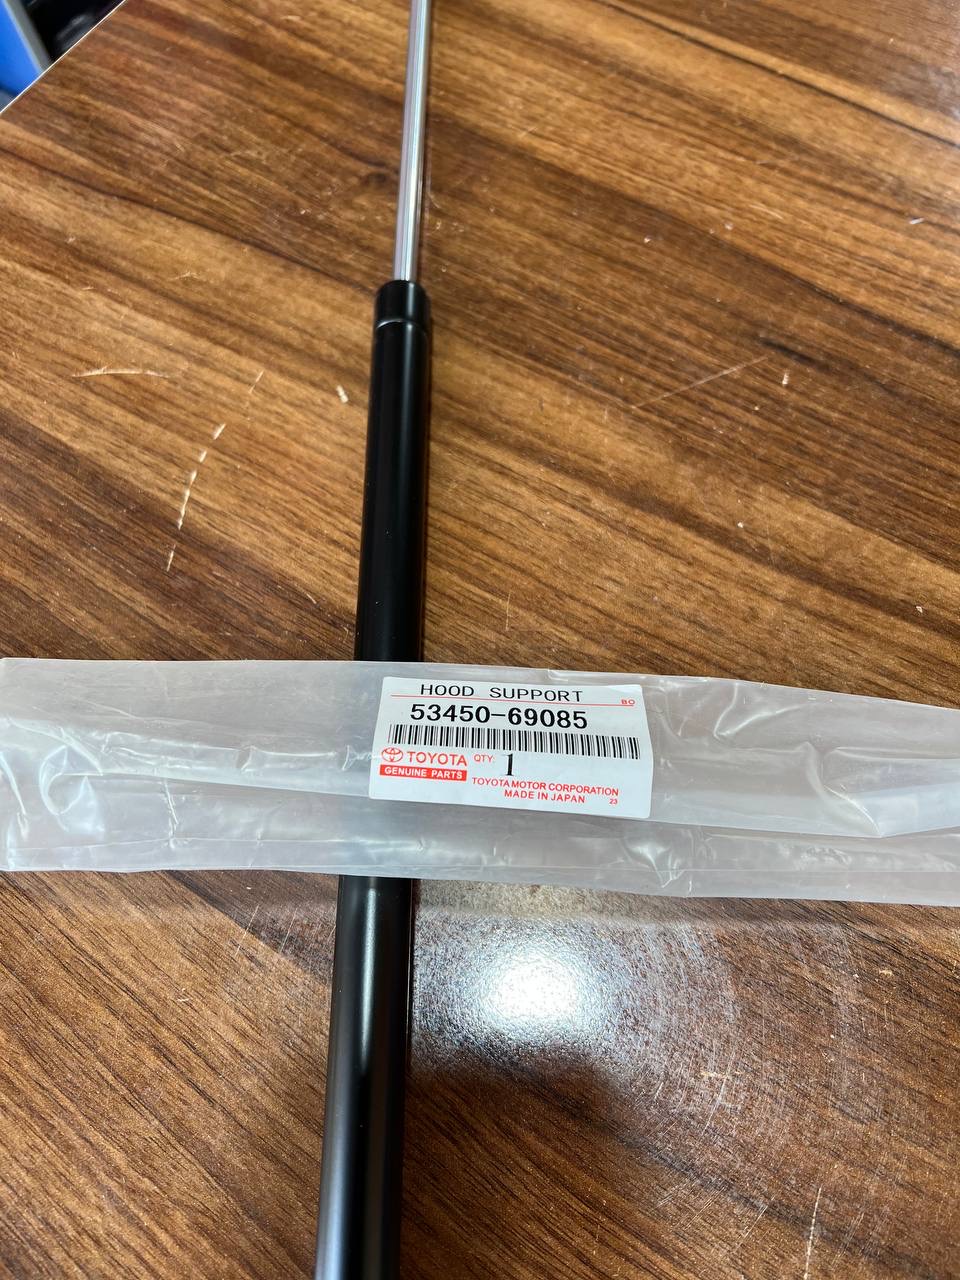 HOOD SUPPORT
BO
53450-69085
TOYOTA QTY: 1
GENUINE PARTS
TOYOTA MOTOR CORPORATION
MADE IN JAPAN 23